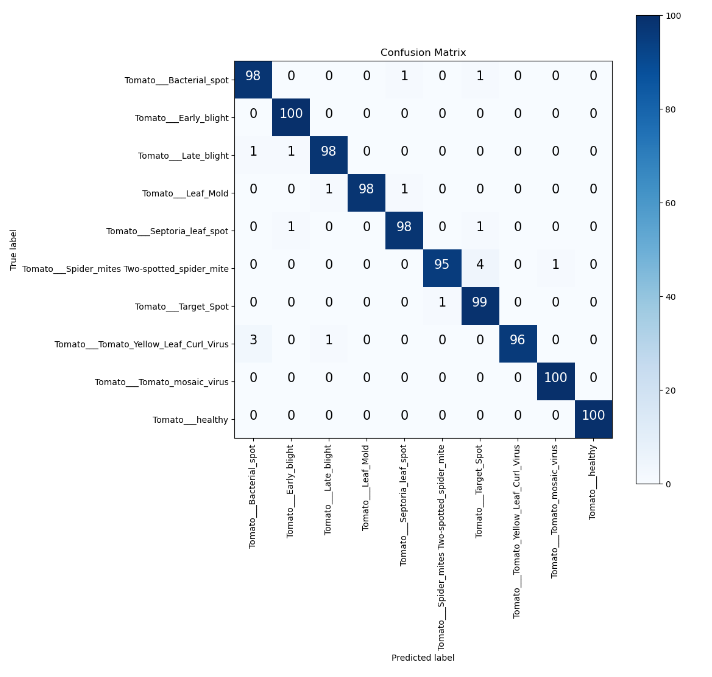 Confusion Matrix
Tomato___Bacterial_spot 98 0 0 0 1 0 1 0 0 0
Tomato___Early_blight 0 100 0 0 0 0 0 0 0 0
Tomato___Late_blight 1 1 98 0 0 0 0 0 0 0
Tomato___Leaf_Mold 0 0 1 98 1 0 0 0 0 0
Tomato___Septoria_leaf_spot 0 1 0 0 98 0 1 0 0 0
Tomato___Spider_mites Two-spotted_spider_mite 0 0 0 0 0 95 4 0 1 0
Tomato___Target_Spot 0 0 0 0 0 1 99 0 0 0
Tomato___Tomato_Yellow_Leaf_Curl_Virus 3 0 1 0 0 0 0 96 0 0
Tomato___Tomato_mosaic_virus 0 0 0 0 0 0 0 0 100 0
Tomato___healthy 0 0 0 0 0 0 0 0 0 100
True label
Tomato___Bacterial_spot
Tomato___Early_blight
Tomato___Late_blight
Tomato___Leaf_Mold
Tomato___Septoria_leaf_spot
Tomato___Spider_mites Two-spotted_spider_mite
Tomato___Target_Spot
Tomato___Tomato_Yellow_Leaf_Curl_Virus
Tomato___Tomato_mosaic_virus
Tomato___healthy
Predicted label
100
80
60
40
20
0